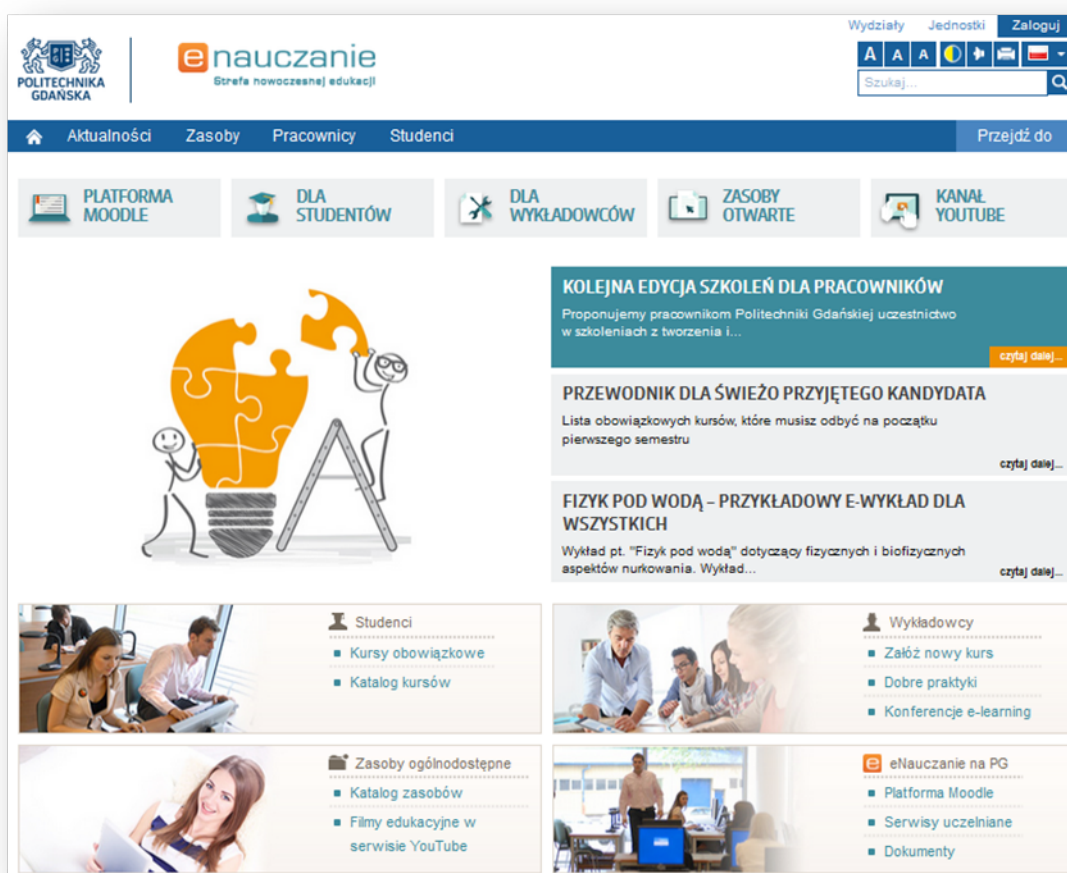 Wydziały Jednostki Zaloguj
POLITECHNIKA
GDAŃSKA
e nauczanie
Strefa nowoczesnej edukacji
A A A
Szukaj...
Aktualności Zasoby Pracownicy Studenci Przejdź do
PLATFORMA
MOODLE
DLA
STUDENTÓW
DLA
WYKŁADOWCÓW
ZASOBY
OTWARTE
KANAŁ
YOUTUBE
KOLEJNA EDYCJA SZKOLEŃ DLA PRACOWNIKÓW
Proponujemy pracownikom Politechniki Gdańskiej uczestnictwo
w szkoleniach z tworzenia i...
czytaj dalej...
PRZEWODNIK DLA ŚWIEŻO PRZYJĘTEGO KANDYDATA
Lista obowiązkowych kursów, które musisz odbyć na początku
pierwszego semestru
czytaj dalej...
FIZYK POD WODĄ – PRZYKŁADOWY E-WYKŁAD DLA
WSZYSTKICH
Wykład pt. "Fizyk pod wodą" dotyczący fizycznych i biofizycznych
aspektów nurkowania. Wykład...
czytaj dalej...
Studenci
Kursy obowiązkowe
Katalog kursów
Wykładowcy
Załóż nowy kurs
Dobre praktyki
Konferencje e-learning
Zasoby ogólnodostępne
Katalog zasobów
Filmy edukacyjne w
serwisie YouTube
e eNauczanie na PG
Platforma Moodle
Serwisy uczelniane
Dokumenty